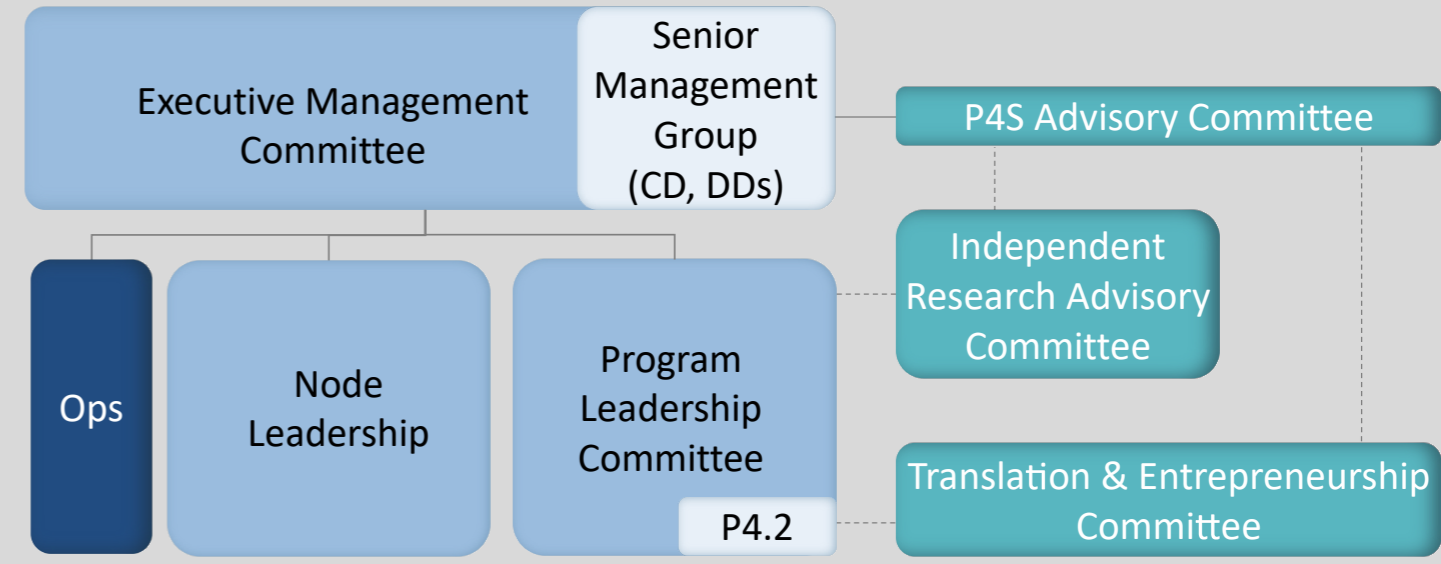 Executive Management
Committee
Senior
Management
Group
(CD, DDs)
P4S Advisory Committee
Independent
Research Advisory
Committee
Ops
Node
Leadership
Program
Leadership
Committee
P4.2
Translation & Entrepreneurship
Committee